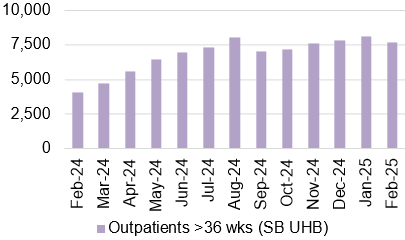 10,000
7,500
5,000
2,500
0
Feb-24
Mar-24
Apr-24
May-24
Jun-24
Jul-24
Aug-24
Sep-24
Oct-24
Nov-24
Dec-24
Jan-25
Feb-25
Outpatients >36 wks (SB UHB)